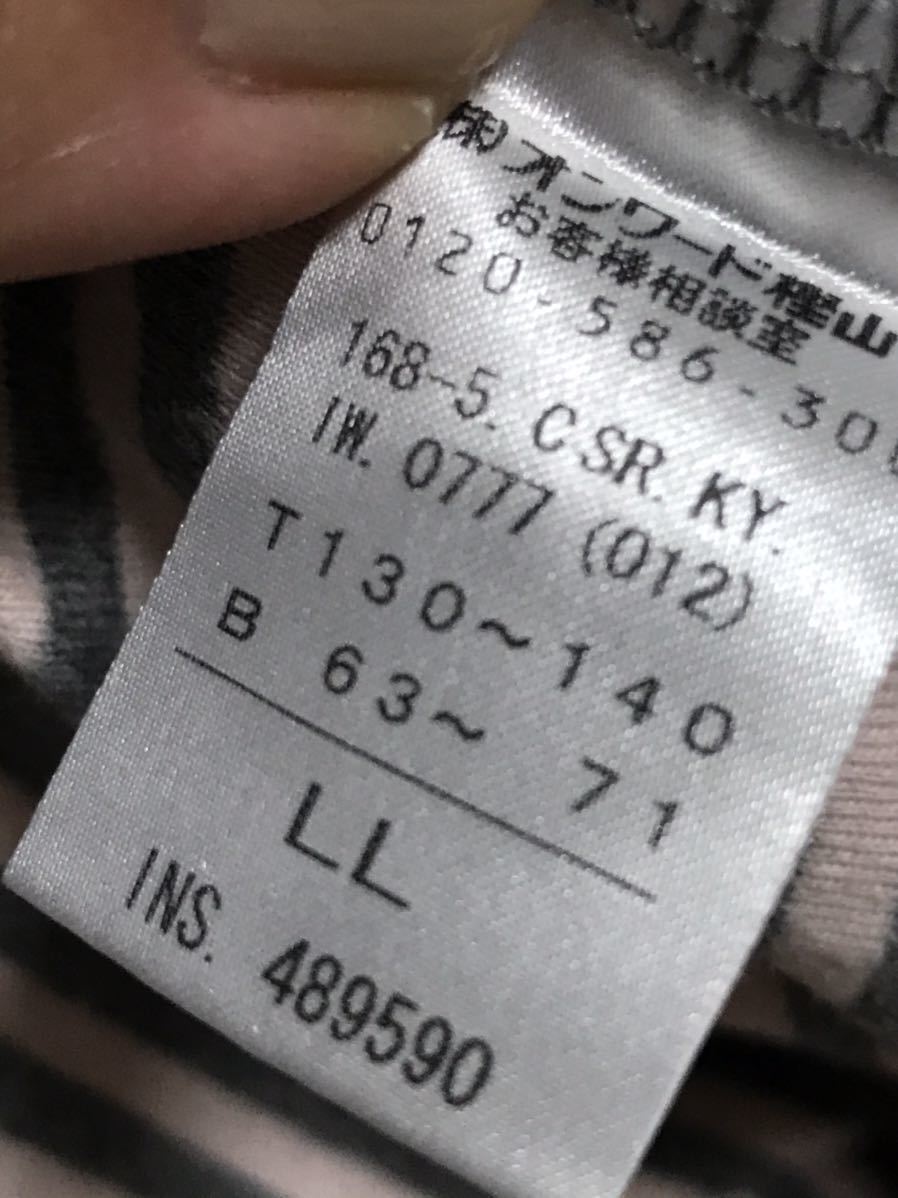 ㈱オンワード樫山
お客様相談室
0120-586-30
168-5. CSR. KY.
IW. 0777 (012)
T130~140
B 63~ 71
LL
INS. 489590